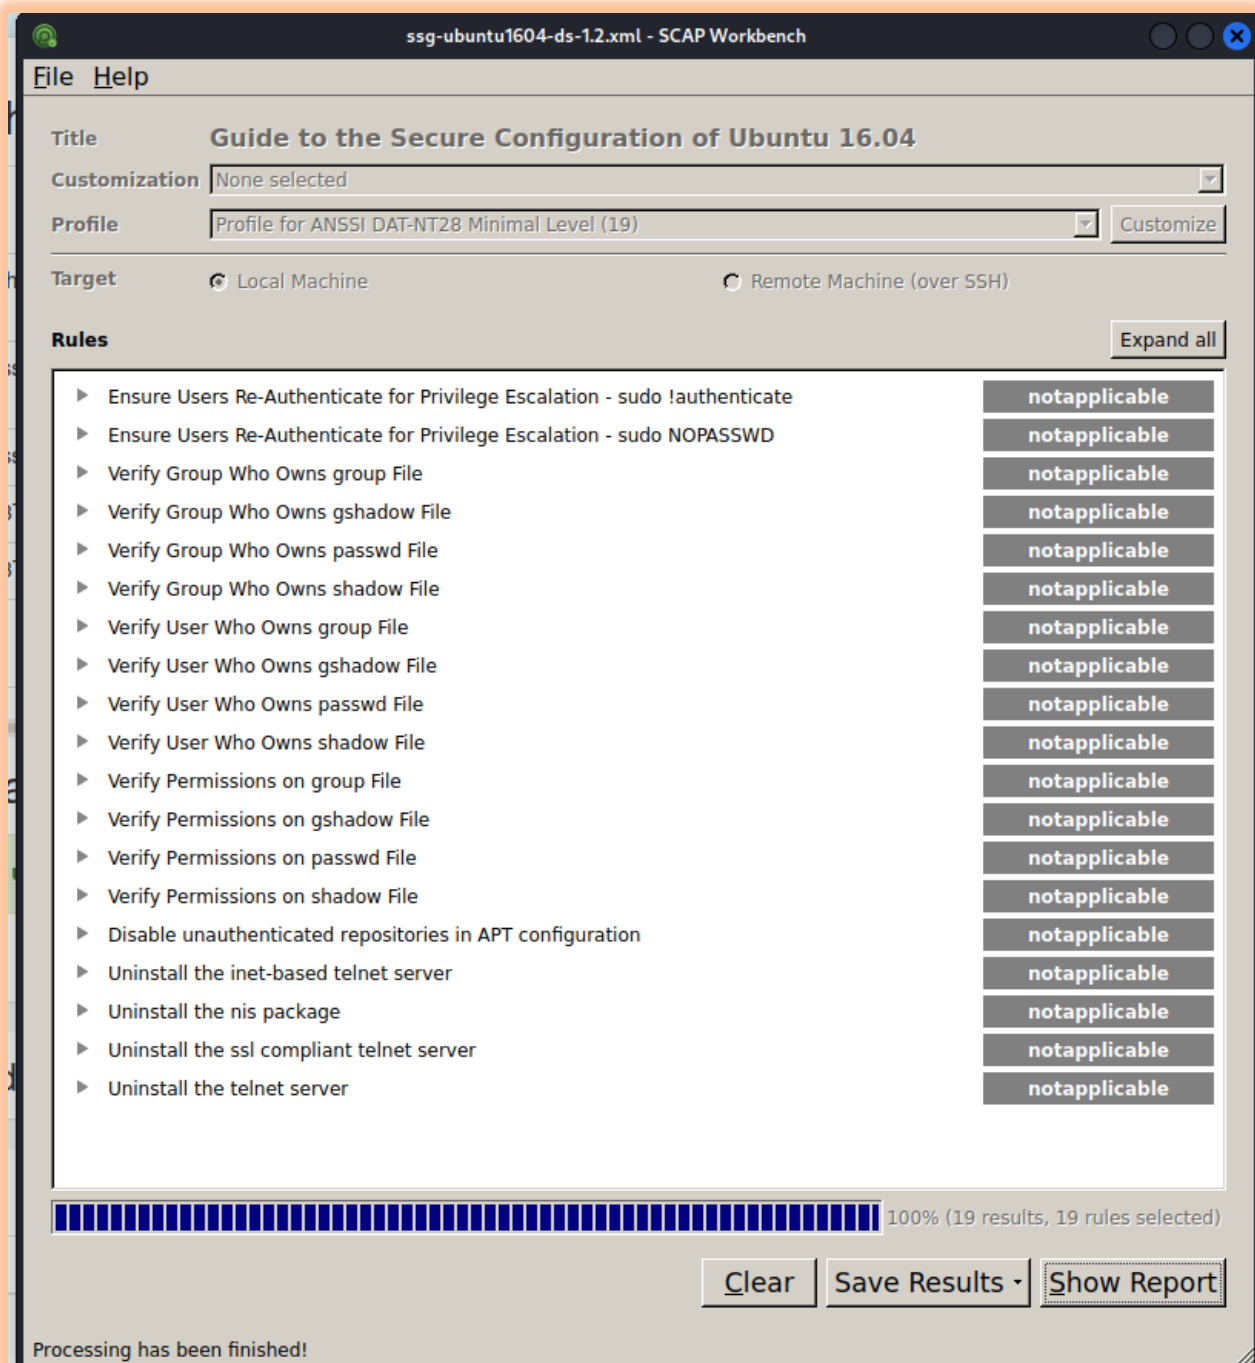 ssg-ubuntu1604-ds-1.2.xml - SCAP Workbench
File Help
Title Guide to the Secure Configuration of Ubuntu 16.04
Customization None selected
Profile Profile for ANSSI DAT-NT28 Minimal Level (19) Customize
Target Local Machine Remote Machine (over SSH)
Rules Expand all
Ensure Users Re-Authenticate for Privilege Escalation - sudo !authenticate notapplicable
Ensure Users Re-Authenticate for Privilege Escalation - sudo NOPASSWD notapplicable
Verify Group Who Owns group File notapplicable
Verify Group Who Owns gshadow File notapplicable
Verify Group Who Owns passwd File notapplicable
Verify Group Who Owns shadow File notapplicable
Verify User Who Owns group File notapplicable
Verify User Who Owns gshadow File notapplicable
Verify User Who Owns passwd File notapplicable
Verify User Who Owns shadow File notapplicable
Verify Permissions on group File notapplicable
Verify Permissions on gshadow File notapplicable
Verify Permissions on passwd File notapplicable
Verify Permissions on shadow File notapplicable
Disable unauthenticated repositories in APT configuration notapplicable
Uninstall the inet-based telnet server notapplicable
Uninstall the nis package notapplicable
Uninstall the ssl compliant telnet server notapplicable
Uninstall the telnet server notapplicable
100% (19 results, 19 rules selected)
Clear Save Results Show Report
Processing has been finished!